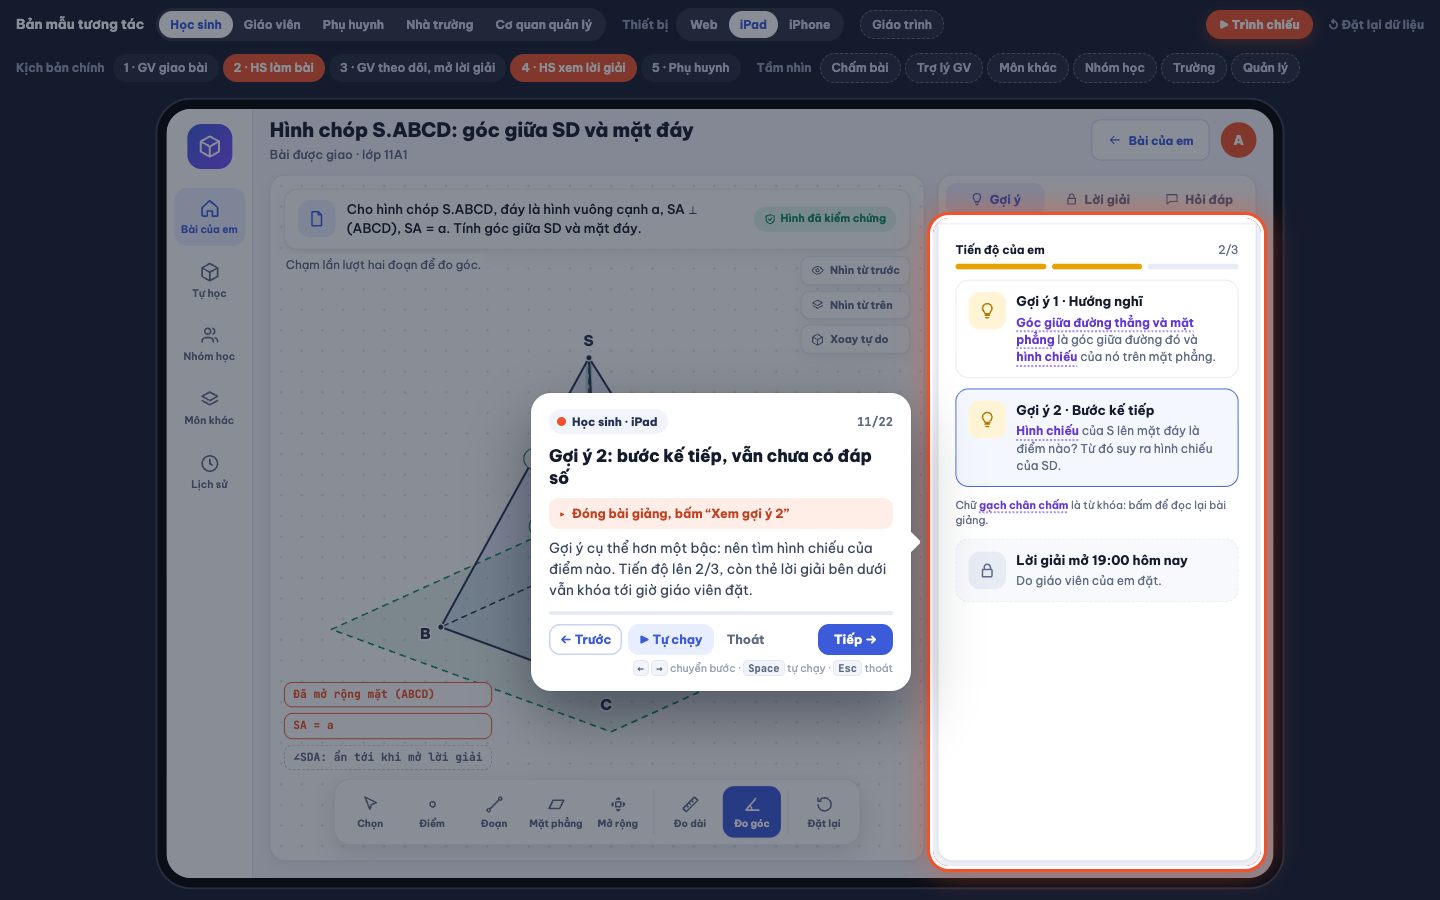 Bản mẫu tương tác
Học sinh
Giáo viên
Phụ huynh
Nhà trường
Cơ quan quản lý
Thiết bị
Web
iPad
iPhone
Giáo trình
Trình chiếu
Đặt lại dữ liệu
Kịch bản chính
1 · GV giao bài
2 · HS làm bài
3 · GV theo dõi, mở lời giải
4 · HS xem lời giải
5 · Phụ huynh
Tầm nhìn
Chấm bài
Trợ lý GV
Môn khác
Nhóm học
Trường
Quản lý
Hình chóp S.ABCD: góc giữa SD và mặt đáy
Bài được giao · lớp 11A1
← Bài của em
A
Bài của em
Tự học
Nhóm học
Môn khác
Lịch sử
Cho hình chóp S.ABCD, đáy là hình vuông cạnh a, SA ⊥
(ABCD), SA = a. Tính góc giữa SD và mặt đáy.
Hình đã kiểm chứng
Chạm lần lượt hai đoạn để đo góc.
Nhìn từ trước
Nhìn từ trên
Xoay tự do
S
B
C
Đã mở rộng mặt (ABCD)
SA = a
∠SDA: ẩn tới khi mở lời giải
Chọn
Điểm
Đoạn
Mặt phẳng
Mở rộng
Đo dài
Đo góc
Đặt lại
Học sinh · iPad
11/22
Gợi ý 2: bước kế tiếp, vẫn chưa có đáp
số
▸ Đóng bài giảng, bấm “Xem gợi ý 2”
Gợi ý cụ thể hơn một bậc: nên tìm hình chiếu của
điểm nào. Tiến độ lên 2/3, còn thẻ lời giải bên dưới
vẫn khóa tới giờ giáo viên đặt.
← Trước
Tự chạy
Thoát
Tiếp →
← → chuyển bước · Space tự chạy · Esc thoát
Gợi ý
Lời giải
Hỏi đáp
Tiến độ của em
2/3
Gợi ý 1 · Hướng nghĩ
Góc giữa đường thẳng và mặt
phẳng là góc giữa đường đó và
hình chiếu của nó trên mặt phẳng.
Gợi ý 2 · Bước kế tiếp
Hình chiếu của S lên mặt đáy là
điểm nào? Từ đó suy ra hình chiếu
của SD.
Chữ gạch chân chấm là từ khóa: bấm để đọc lại bài
giảng.
Lời giải mở 19:00 hôm nay
Do giáo viên của em đặt.